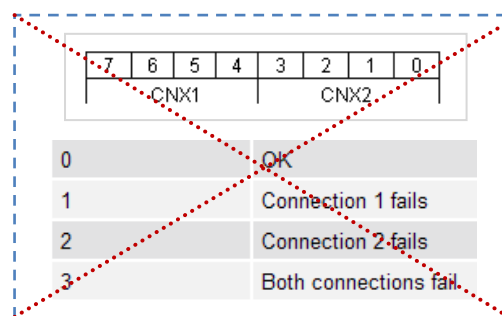 7 6 5 4 3 2 1 0
CNX1 CNX2
0 OK
1 Connection 1 fails
2 Connection 2 fails
3 Both connections fail